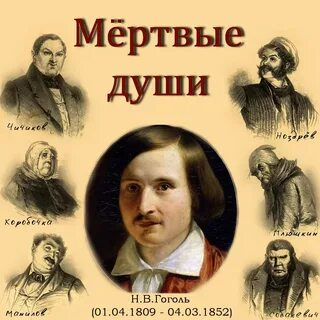 Мёртвые
души
Чичиков
Ноздрёв
Коробочка
Плюшкин
Манилов
Собакевич
Н.В.Гоголь
(01.04.1809 - 04.03.1852)